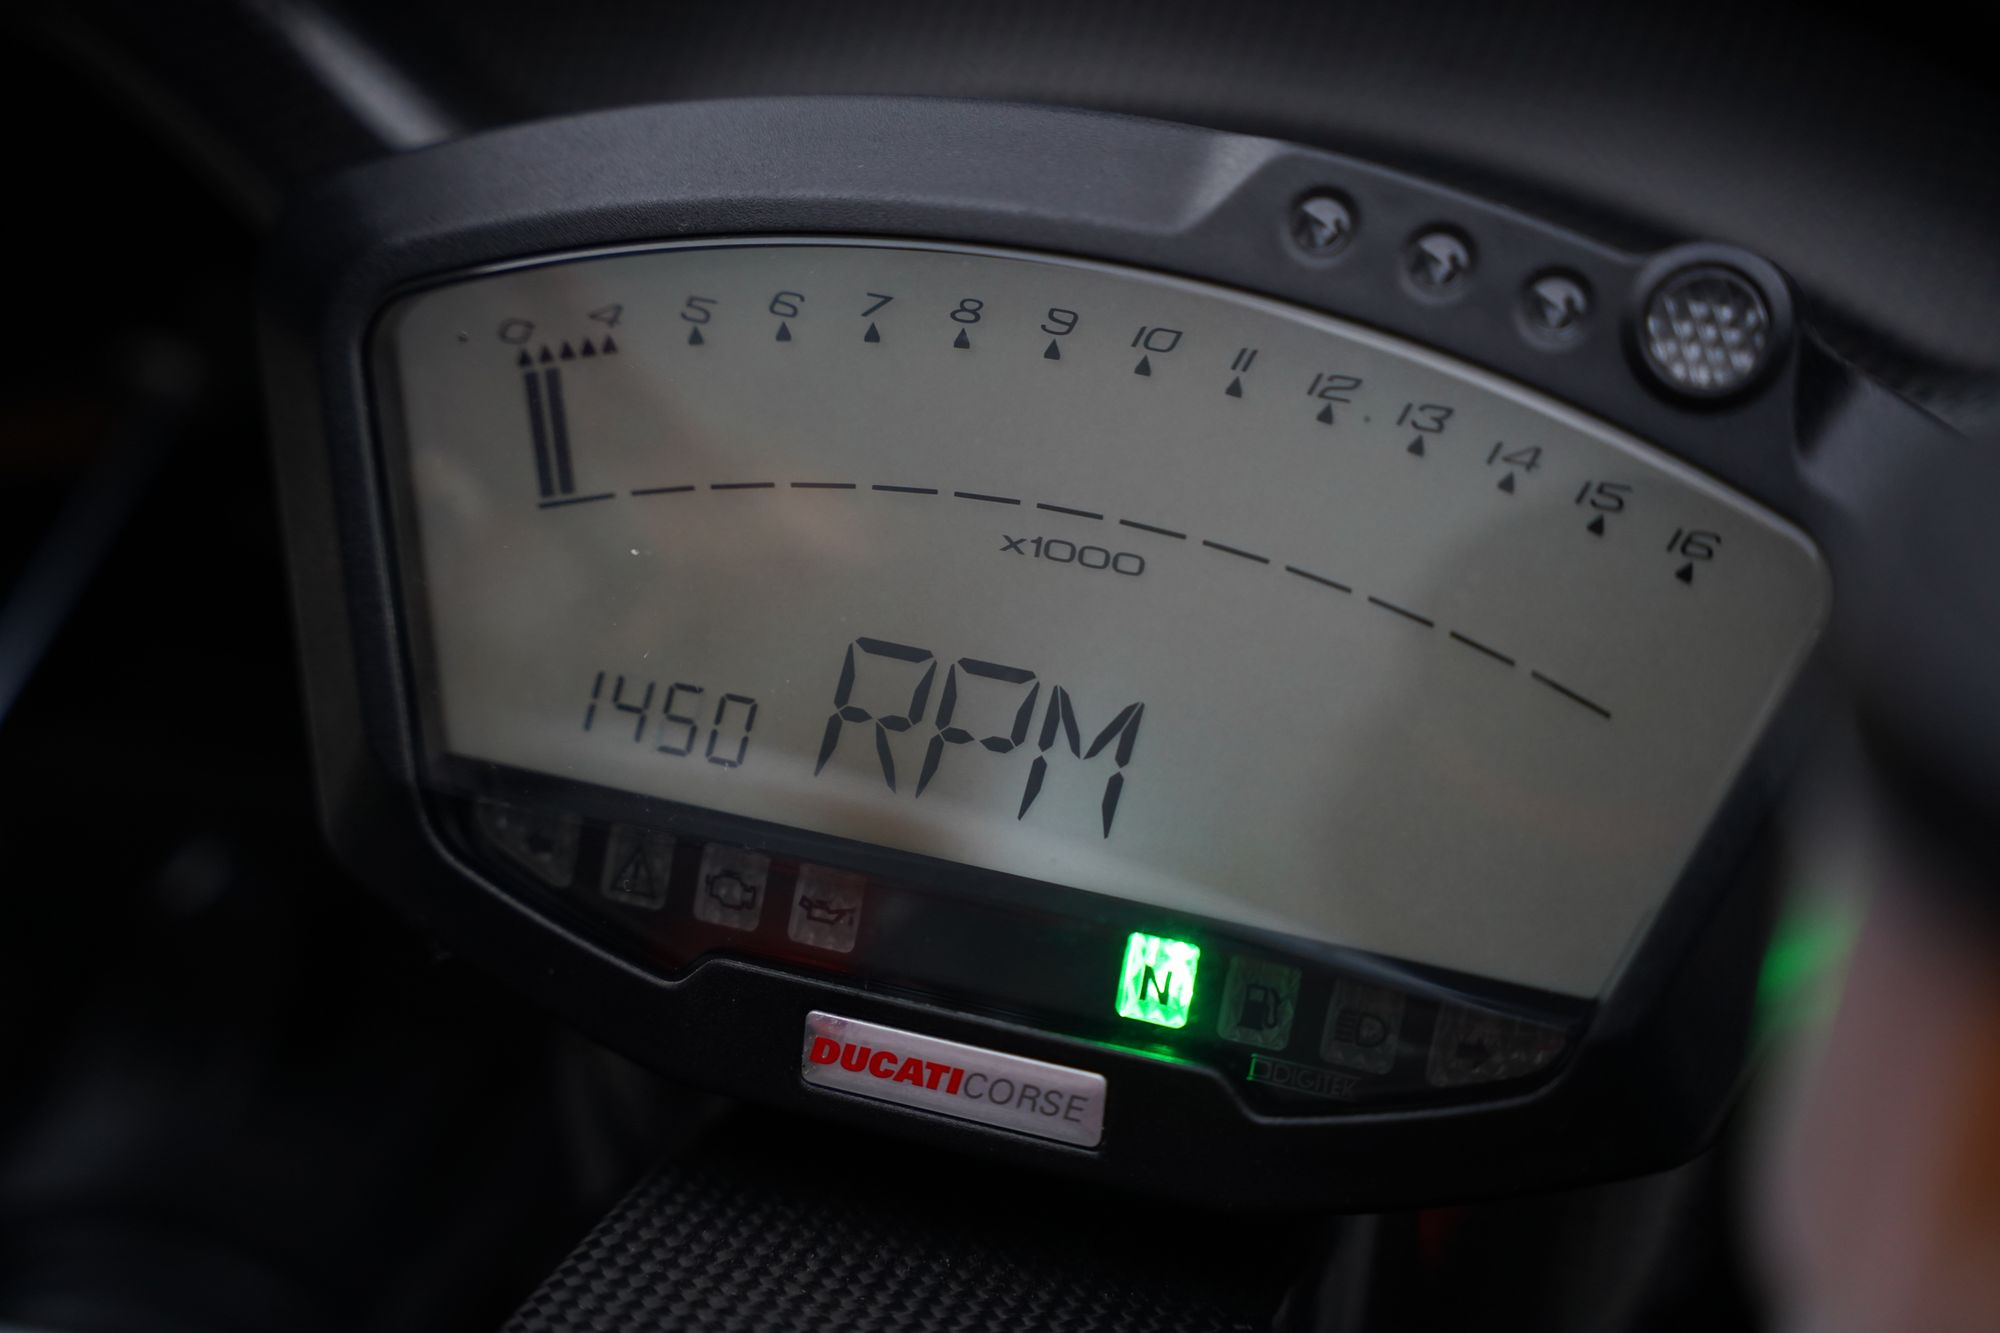 0 4 5 6 7 8 9 10 11 12 13 14 15 16
x1000
1450 RPM
N
DIGITEK
DUCATICORSE